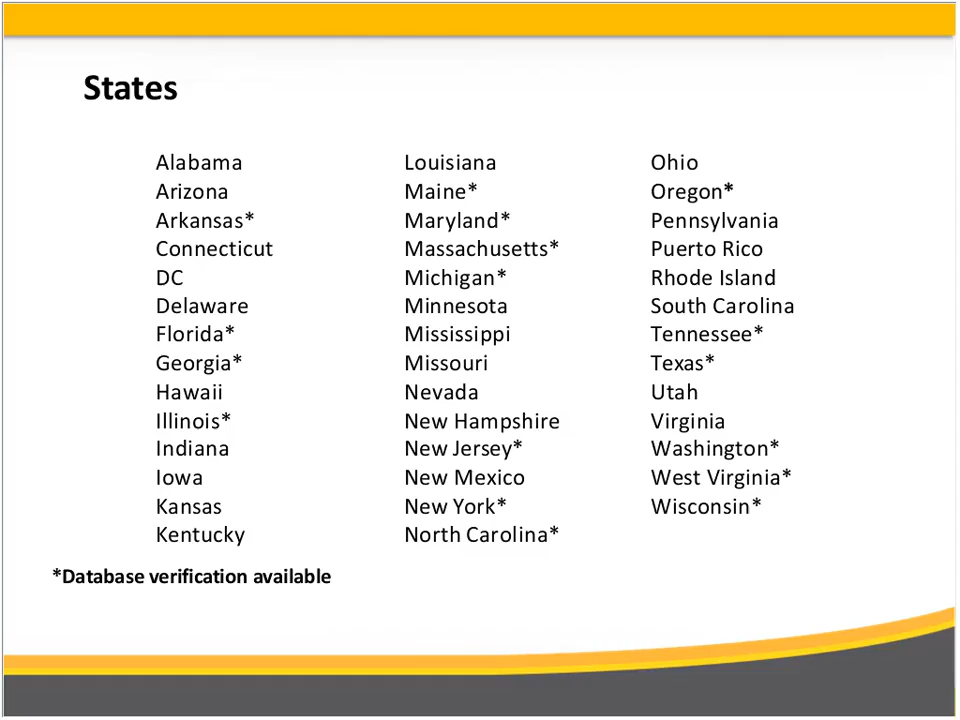 States
Alabama
Arizona
Arkansas*
Connecticut
DC
Delaware
Florida*
Georgia*
Hawaii
Illinois*
Indiana
Iowa
Kansas
Kentucky
Louisiana
Maine*
Maryland*
Massachusetts*
Michigan*
Minnesota
Mississippi
Missouri
Nevada
New Hampshire
New Jersey*
New Mexico
New York*
North Carolina*
Ohio
Oregon*
Pennsylvania
Puerto Rico
Rhode Island
South Carolina
Tennessee*
Texas*
Utah
Virginia
Washington*
West Virginia*
Wisconsin*
*Database verification available